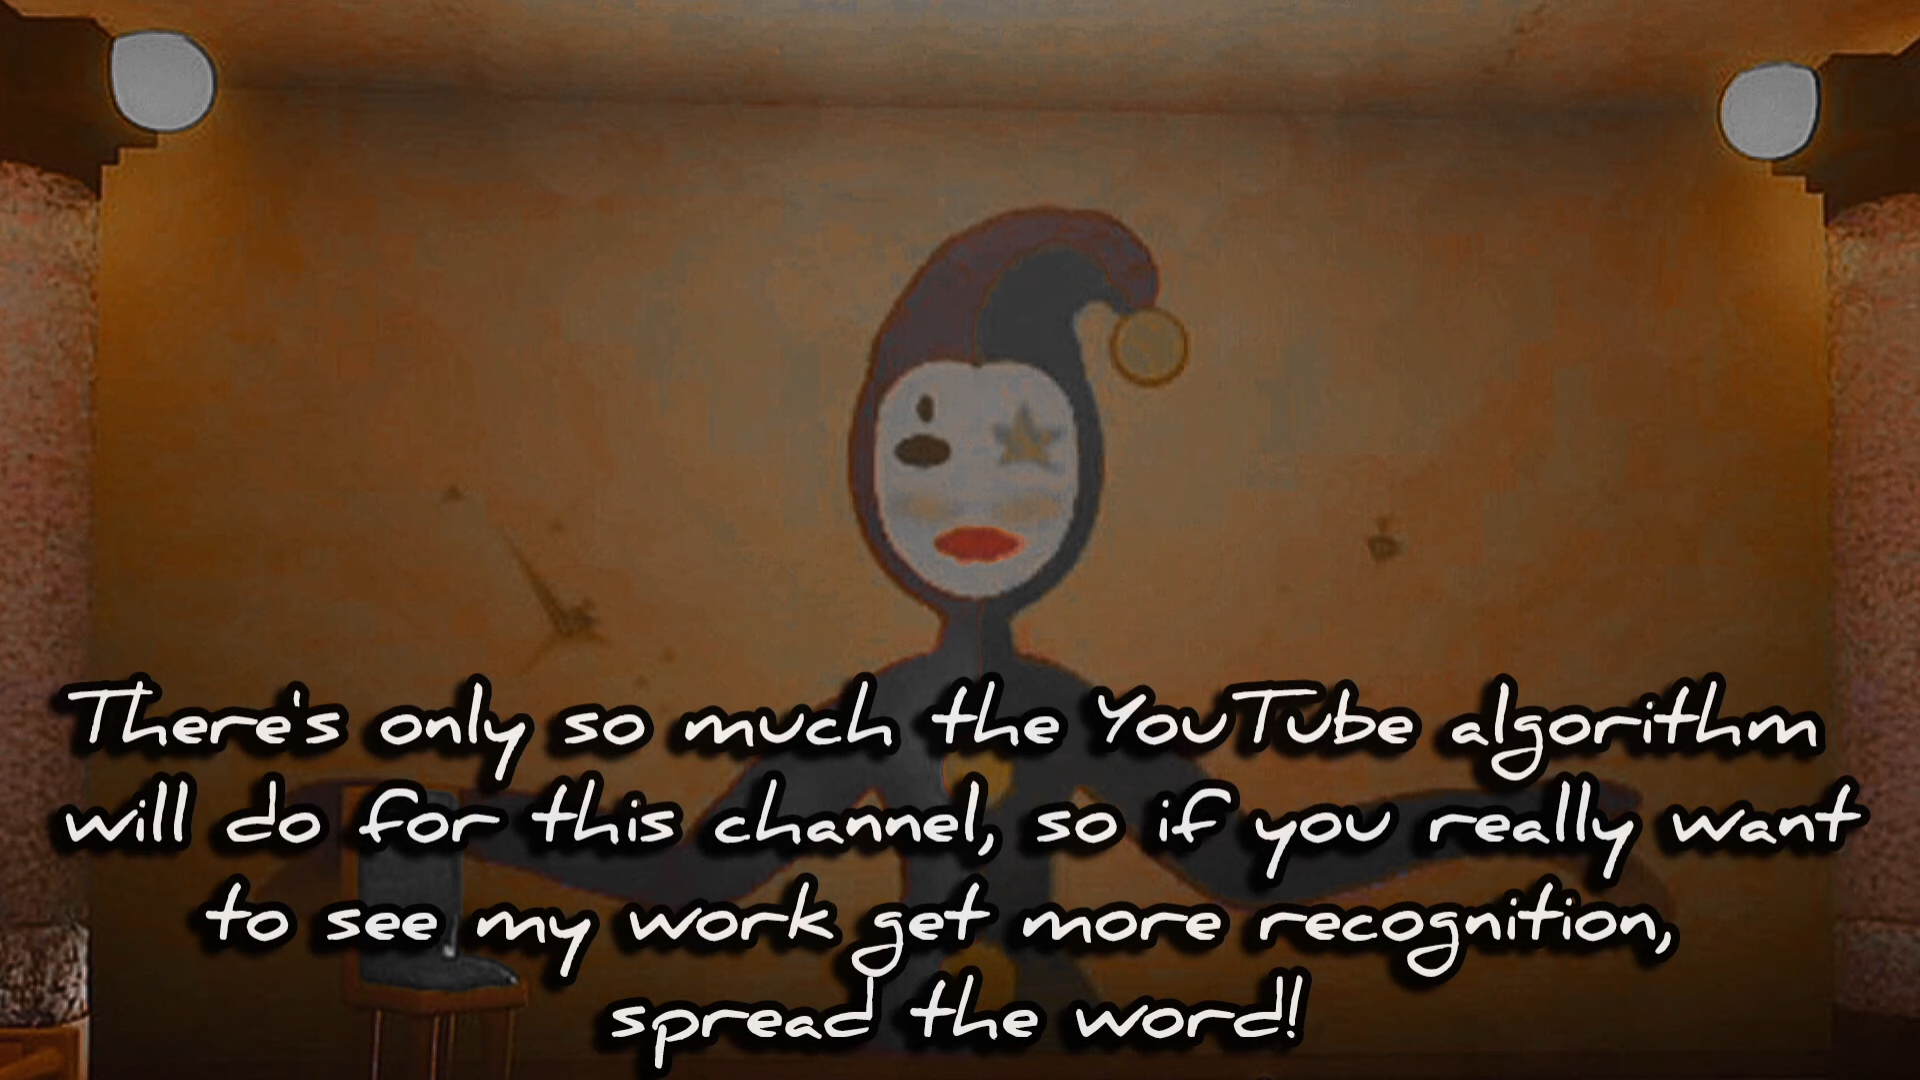 There's only so much the YouTube algorithm
will do for this channel, so if you really want
to see my work get more recognition,
spread the word!